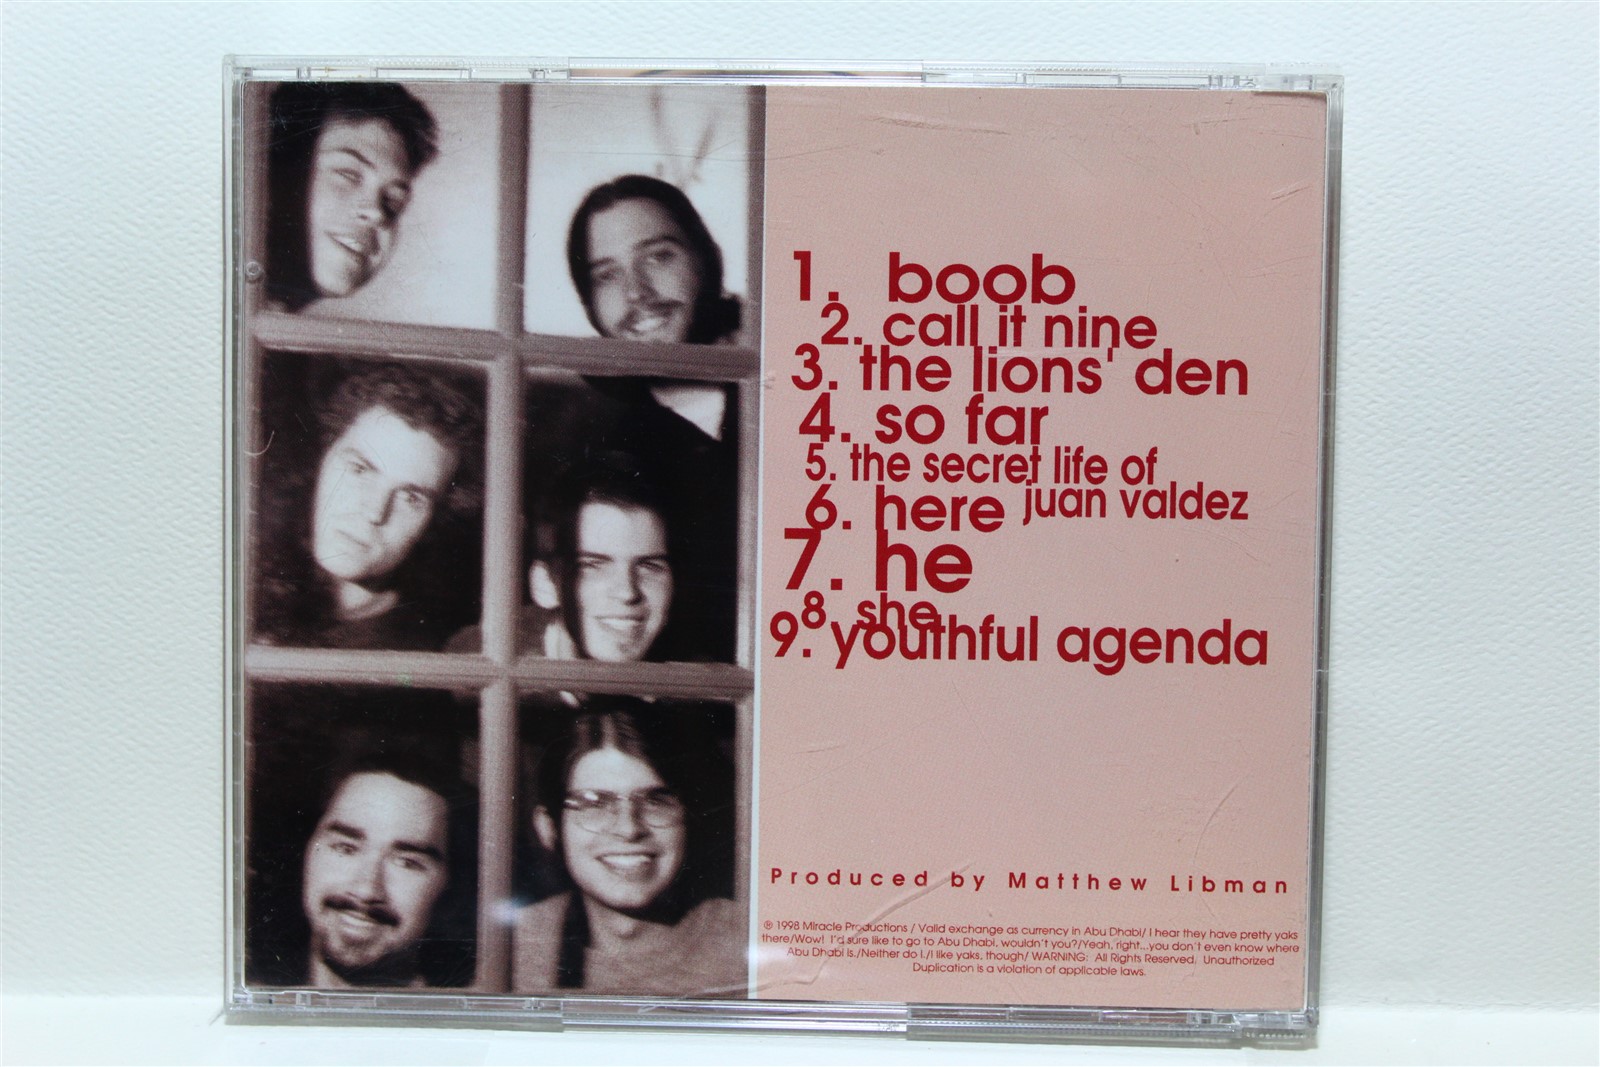 1. boob
2. call it nine
3. the lions' den
4. so far
5. the secret life of
juan valdez
6. here
7. he
8. she
9. youthful agenda
Produced by Matthew Libman
℗ 1998 Miracle Productions / Valid exchange as currency in Abu Dhabi/ I hear they have pretty yaks
there/Wow! I'd sure like to go to Abu Dhabi, wouldn't you?/Yeah, right...you don't even know where
Abu Dhabi is./Neither do I./I like yaks, though/ WARNING: All Rights Reserved. Unauthorized
Duplication is a violation of applicable laws.